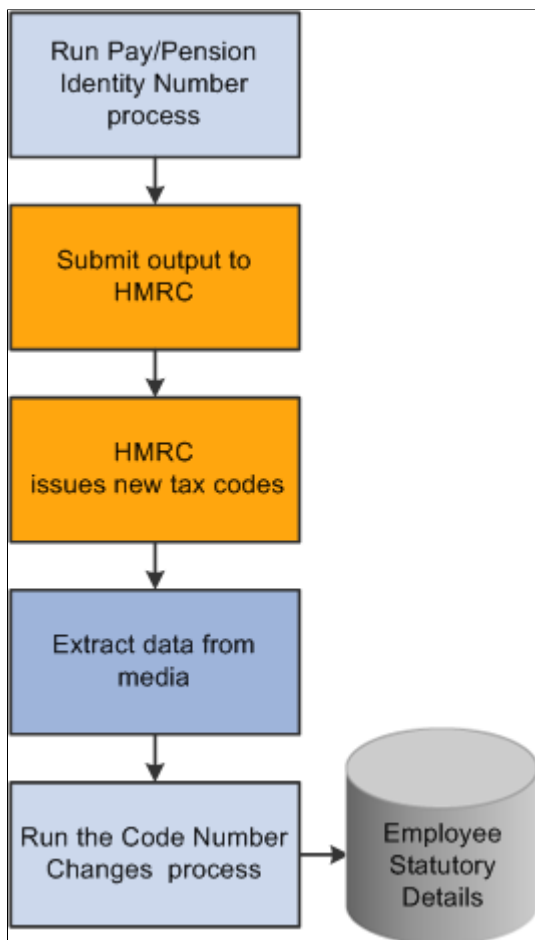 Run Pay/Pension
Identity Number
process
Submit output to
HMRC
HMRC
issues new tax codes
Extract data from
media
Run the Code Number
Changes process
Employee
Statutory
Details